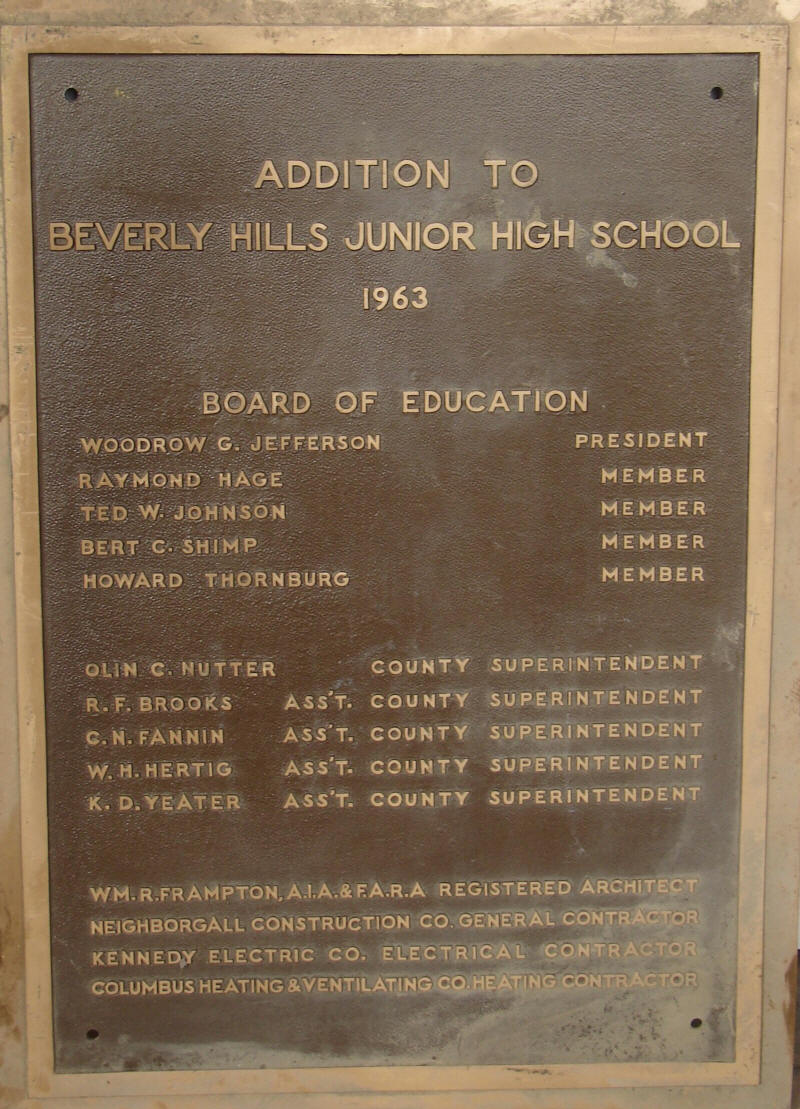 ADDITION TO
BEVERLY HILLS JUNIOR HIGH SCHOOL
1963
BOARD OF EDUCATION
WOODROW G. JEFFERSON PRESIDENT
RAYMOND HAGE MEMBER
TED W. JOHNSON MEMBER
BERT C. SHIMP MEMBER
HOWARD THORNBURG MEMBER
OLIN C. NUTTER COUNTY SUPERINTENDENT
R. F. BROOKS ASS'T. COUNTY SUPERINTENDENT
C. N. FANNIN ASS'T. COUNTY SUPERINTENDENT
W. H. HERTIG ASS'T. COUNTY SUPERINTENDENT
K. D. YEATER ASS'T. COUNTY SUPERINTENDENT
WM. R. FRAMPTON, A.I.A. & F.A.R.A REGISTERED ARCHITECT
NEIGHBORGALL CONSTRUCTION CO. GENERAL CONTRACTOR
KENNEDY ELECTRIC CO. ELECTRICAL CONTRACTOR
COLUMBUS HEATING & VENTILATING CO. HEATING CONTRACTOR